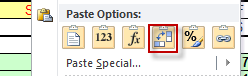 Paste Options:
123 fx %
Paste Special...